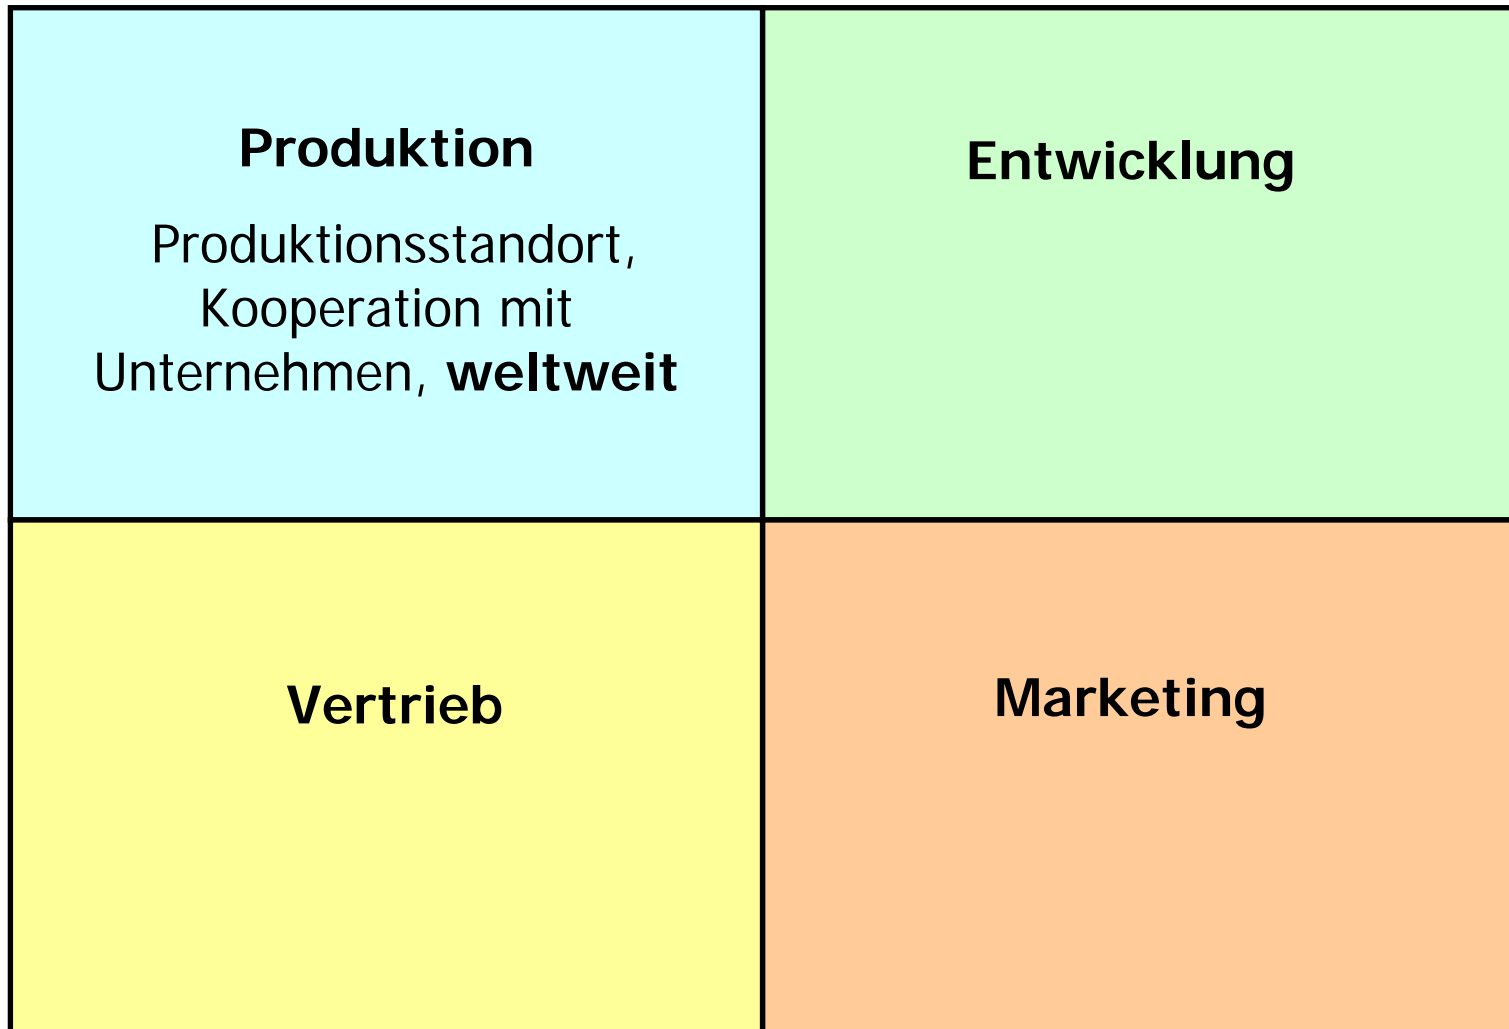 Produktion
Produktionsstandort,
Kooperation mit
Unternehmen, weltweit
Entwicklung
Vertrieb
Marketing